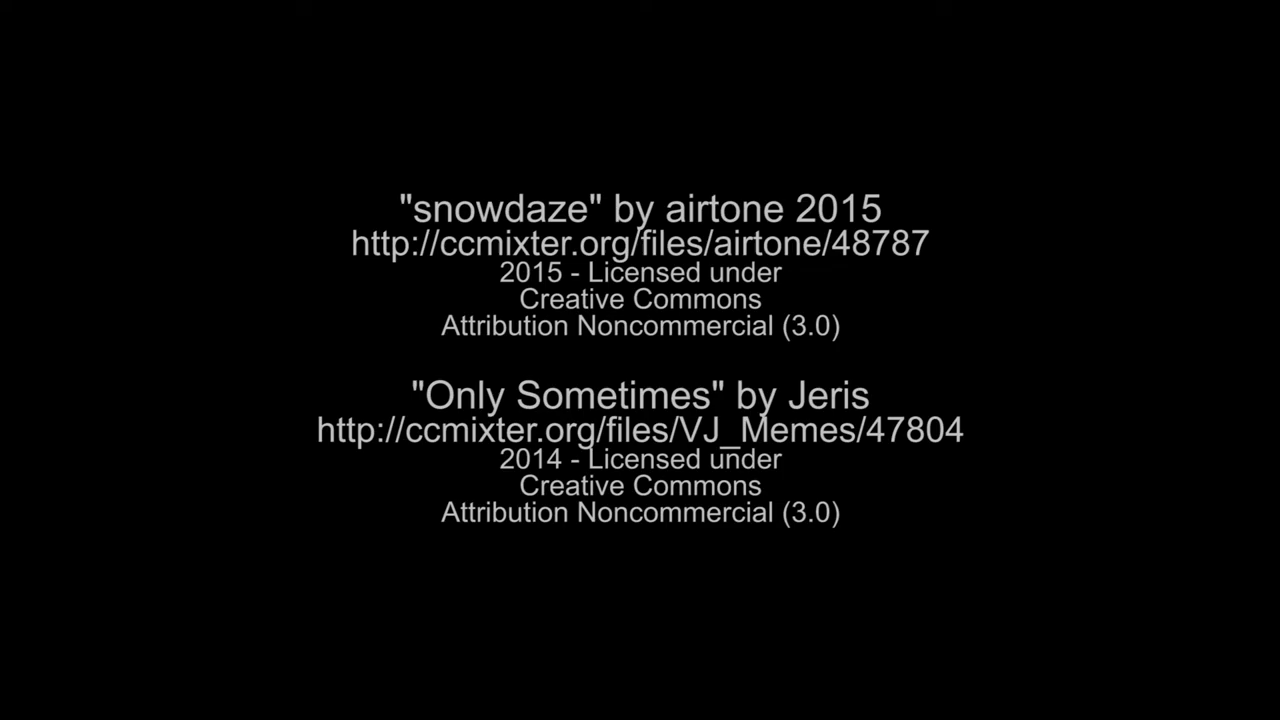 "snowdaze" by airtone 2015
http://ccmixter.org/files/airtone/48787
2015 - Licensed under
Creative Commons
Attribution Noncommercial (3.0)
"Only Sometimes" by Jeris
http://ccmixter.org/files/VJ_Memes/47804
2014 - Licensed under
Creative Commons
Attribution Noncommercial (3.0)